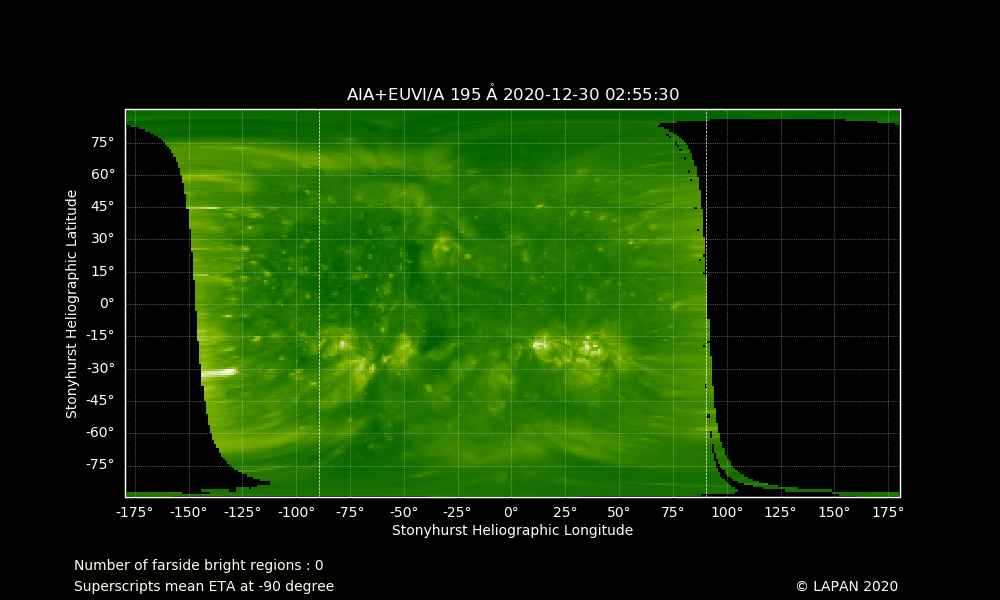 AIA+EUVI/A 195 Å 2020-12-30 02:55:30
Stonyhurst Heliographic Latitude
75°
60°
45°
30°
15°
0°
-15°
-30°
-45°
-60°
-75°
-175° -150° -125° -100° -75° -50° -25° 0° 25° 50° 75° 100° 125° 150° 175°
Stonyhurst Heliographic Longitude
Number of farside bright regions : 0
Superscripts mean ETA at -90 degree
© LAPAN 2020